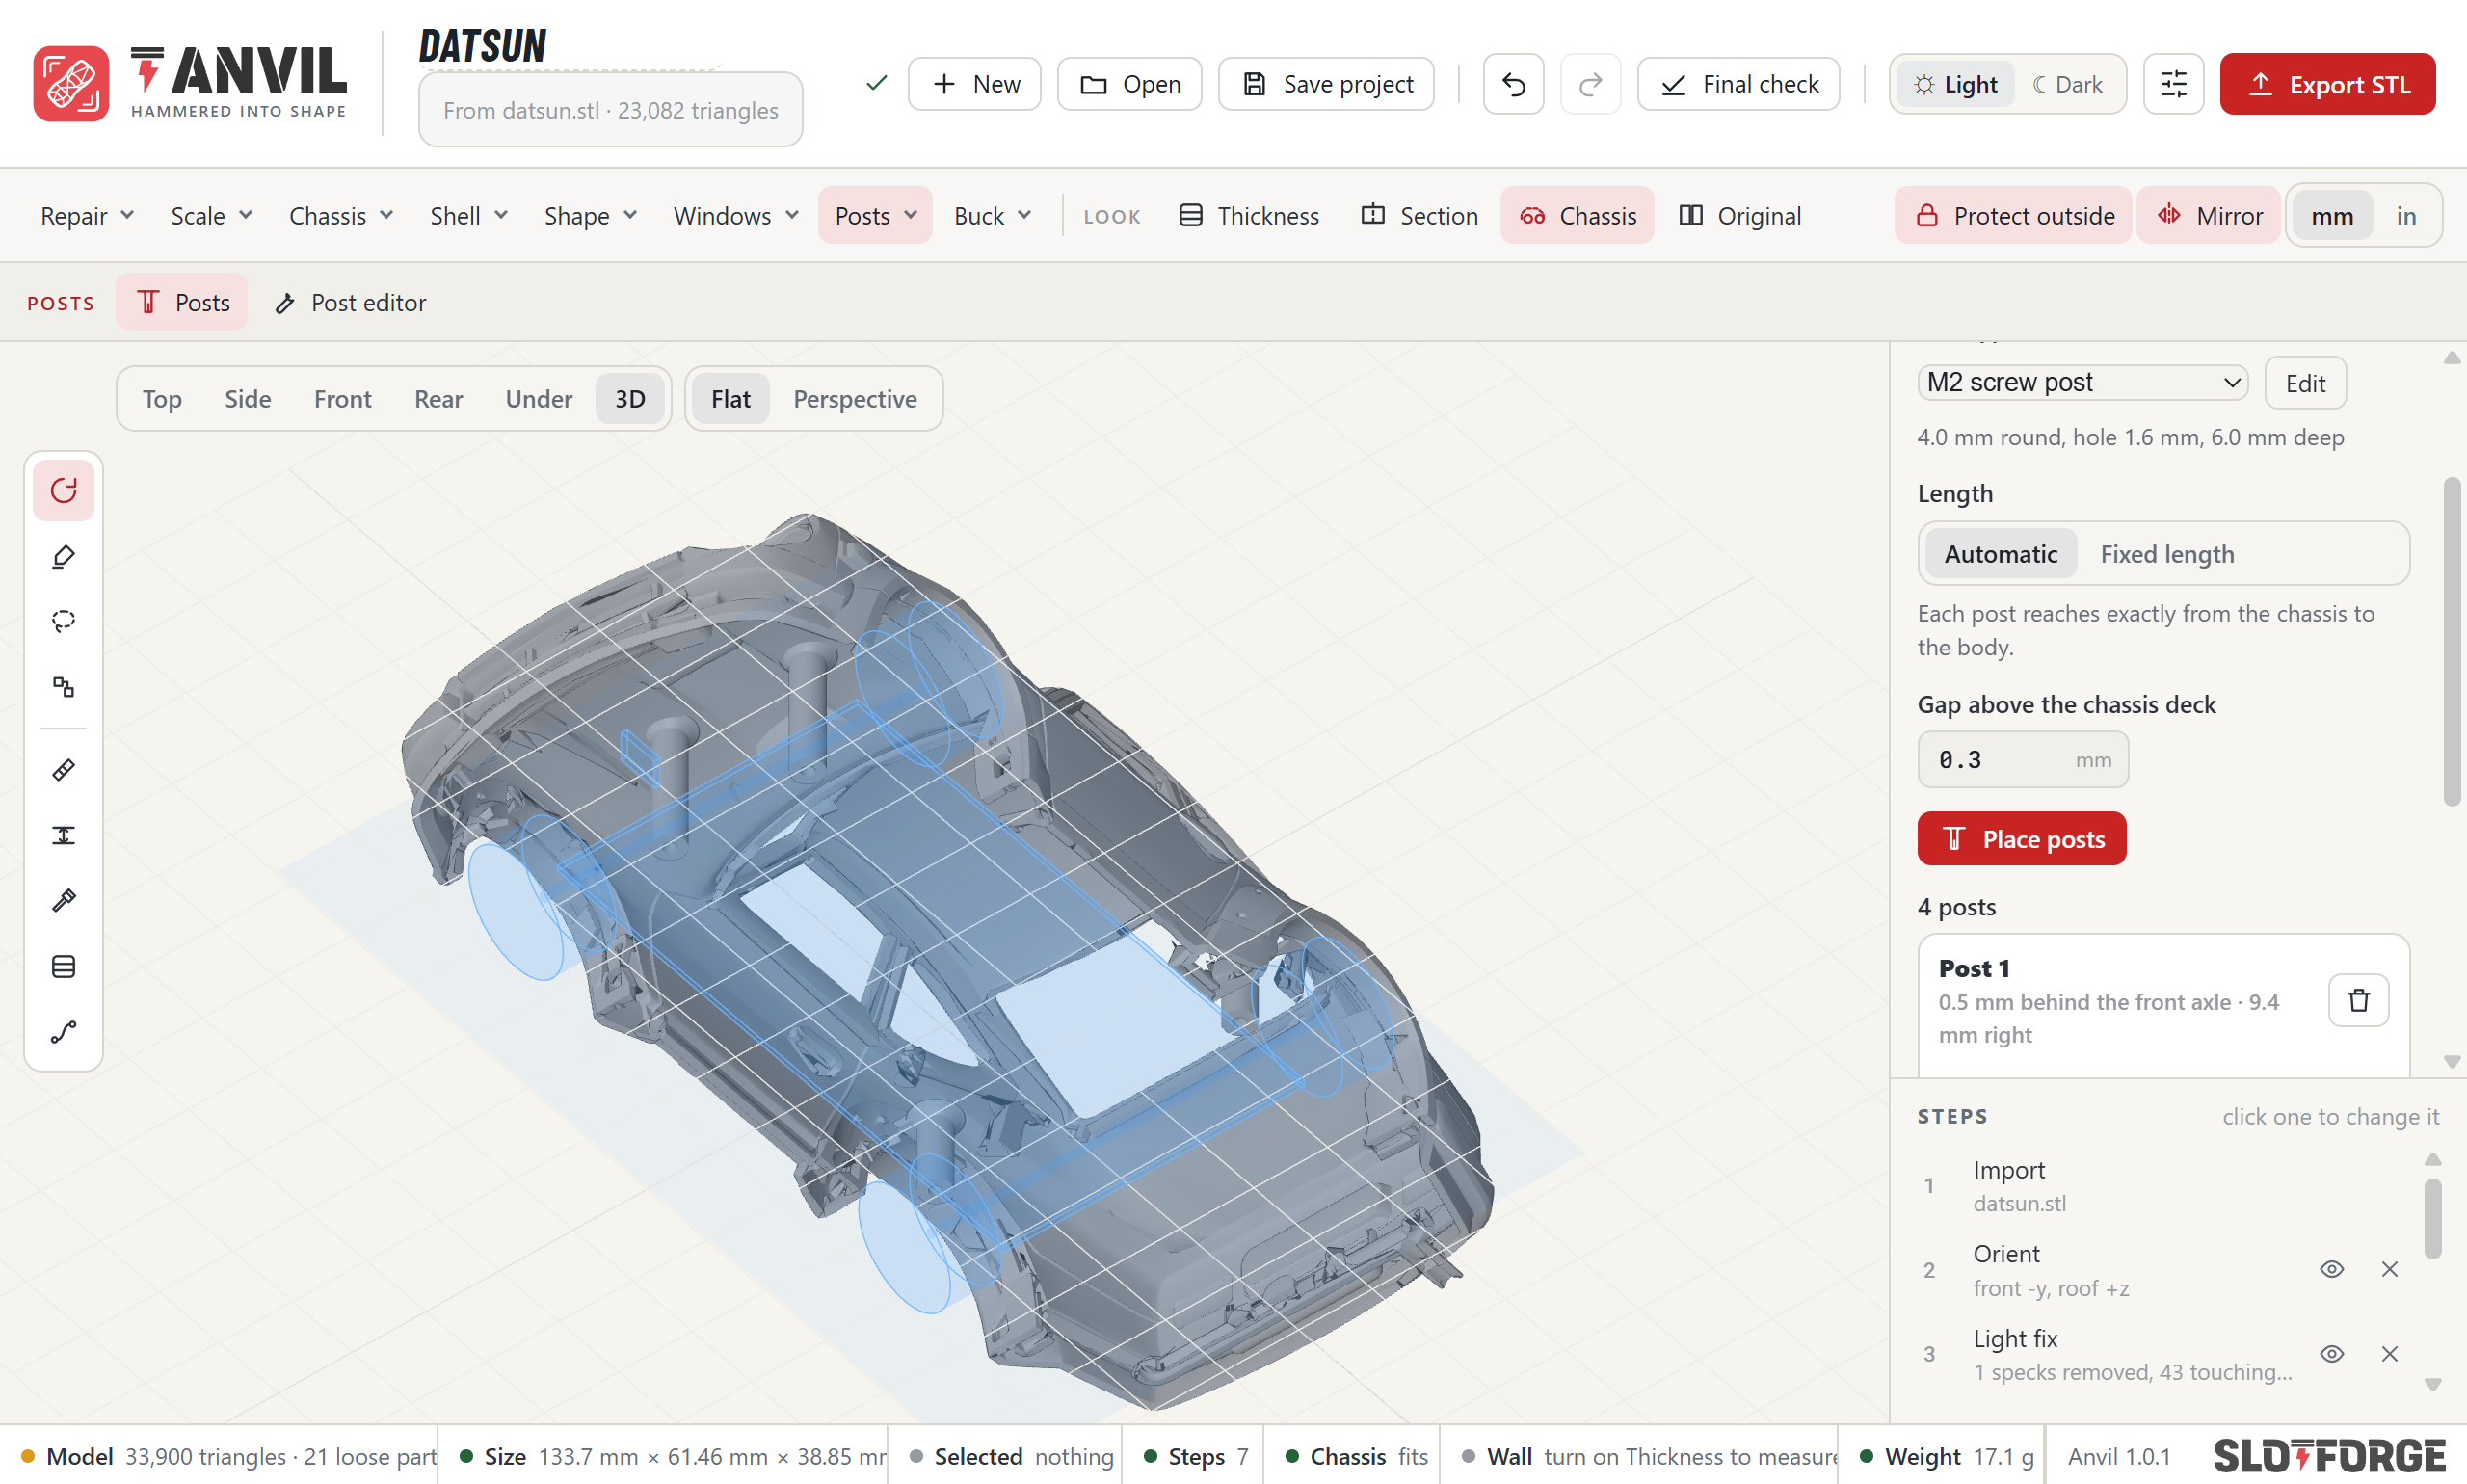 ANVIL
HAMMERED INTO SHAPE
DATSUN
From datsun.stl · 23,082 triangles
New
Open
Save project
Final check
Light
Dark
Export STL
Repair
Scale
Chassis
Shell
Shape
Windows
Posts
Buck
LOOK
Thickness
Section
Chassis
Original
Protect outside
Mirror
mm
in
POSTS
Posts
Post editor
Top
Side
Front
Rear
Under
3D
Flat
Perspective
M2 screw post
Edit
4.0 mm round, hole 1.6 mm, 6.0 mm deep
Length
Automatic
Fixed length
Each post reaches exactly from the chassis to
the body.
Gap above the chassis deck
0.3 mm
Place posts
4 posts
Post 1
0.5 mm behind the front axle · 9.4
mm right
STEPS
click one to change it
1
Import
datsun.stl
2
Orient
front -y, roof +z
3
Light fix
1 specks removed, 43 touching...
Model 33,900 triangles · 21 loose part
Size 133.7 mm × 61.46 mm × 38.85 mm
Selected nothing
Steps 7
Chassis fits
Wall turn on Thickness to measure
Weight 17.1 g
Anvil 1.0.1
SLOTFORGE